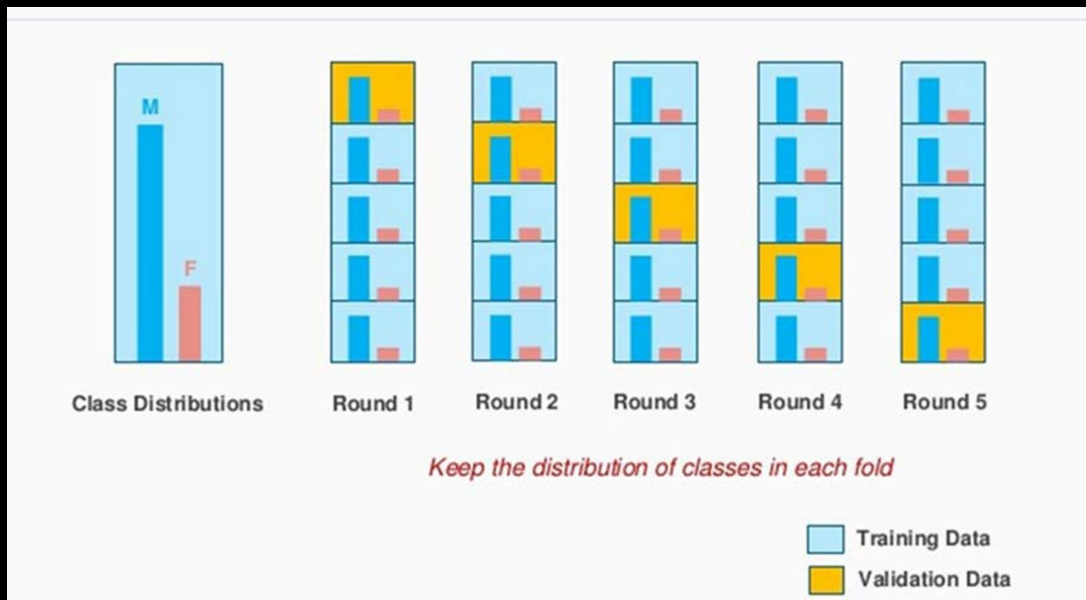 M
F
Class Distributions
Round 1
Round 2
Round 3
Round 4
Round 5
Keep the distribution of classes in each fold
Training Data
Validation Data